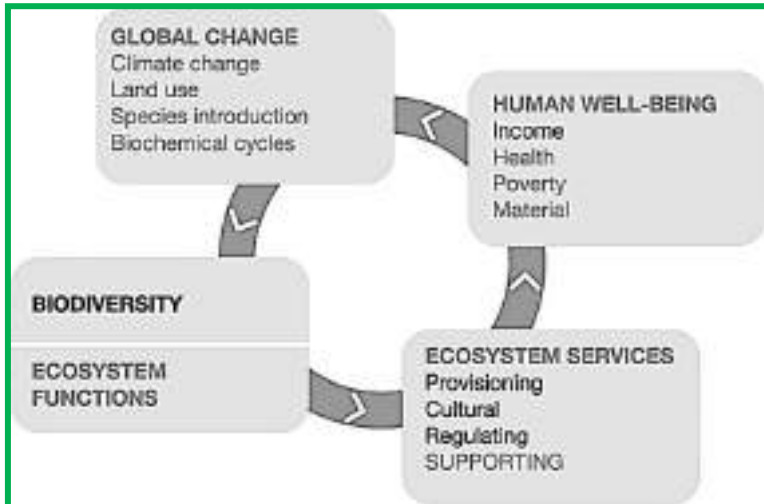 GLOBAL CHANGE
Climate change
Land use
Species introduction
Biochemical cycles
HUMAN WELL-BEING
Income
Health
Poverty
Material
BIODIVERSITY
ECOSYSTEM
FUNCTIONS
ECOSYSTEM SERVICES
Provisioning
Cultural
Regulating
SUPPORTING